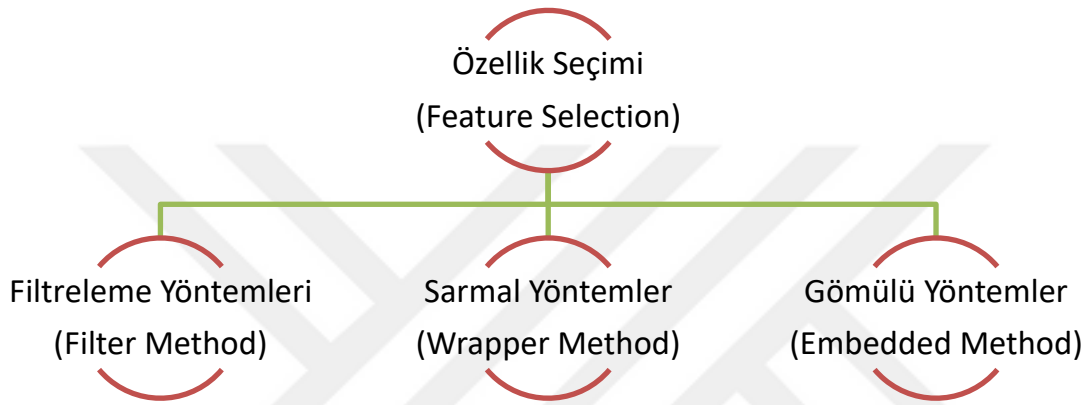 Özellik Seçimi
(Feature Selection)
Filtreleme Yöntemleri
(Filter Method)
Sarmal Yöntemler
(Wrapper Method)
Gömülü Yöntemler
(Embedded Method)